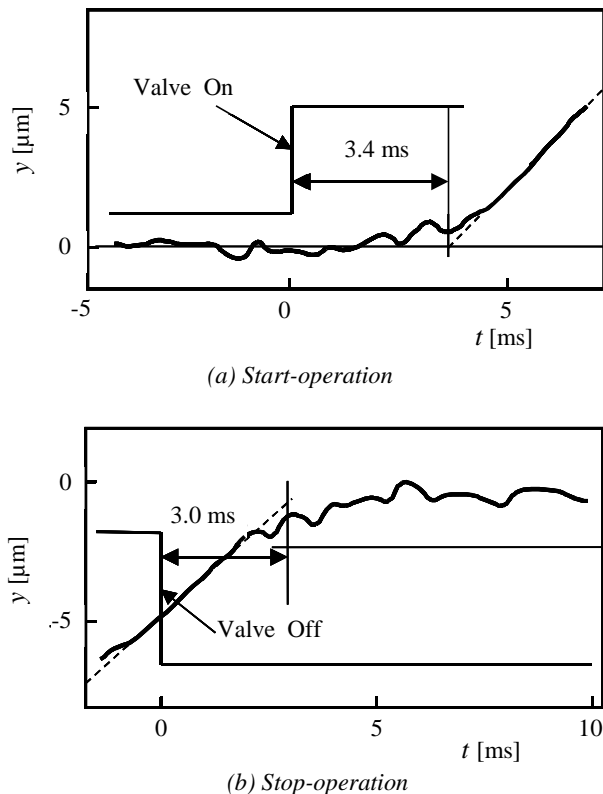 5
Valve On
3.4 ms
y [µm]
0
-5 0 5
t [ms]
(a) Start-operation
0
3.0 ms
y [µm]
-5
Valve Off
0 5 10
t [ms]
(b) Stop-operation